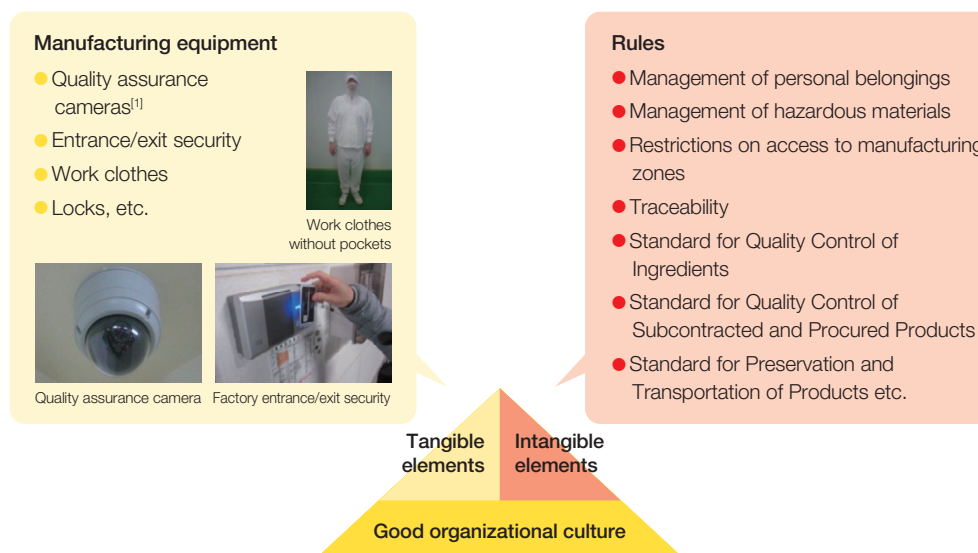 Manufacturing equipment
Quality assurance
cameras[1]
Entrance/exit security
Work clothes
Locks, etc.
Work clothes
without pockets
Quality assurance camera
Factory entrance/exit security
Rules
Management of personal belongings
Management of hazardous materials
Restrictions on access to manufacturing
zones
Traceability
Standard for Quality Control of
Ingredients
Standard for Quality Control of
Subcontracted and Procured Products
Standard for Preservation and
Transportation of Products etc.
Tangible
elements
Intangible
elements
Good organizational culture